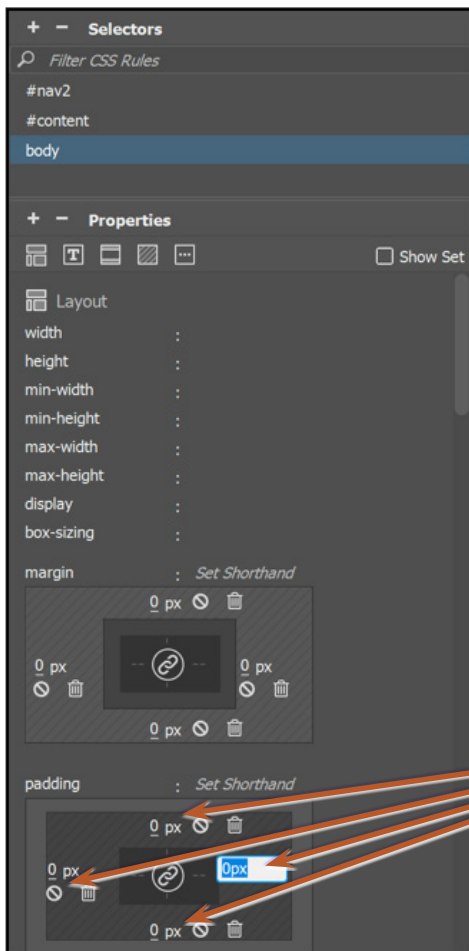 + − Selectors
Filter CSS Rules
#nav2
#content
body
+ − Properties
T
Show Set
Layout
width :
height :
min-width :
min-height :
max-width :
max-height :
display :
box-sizing :
margin : Set Shorthand
0 px
0 px 0 px
0 px
padding : Set Shorthand
0 px
0 px 0px
0 px